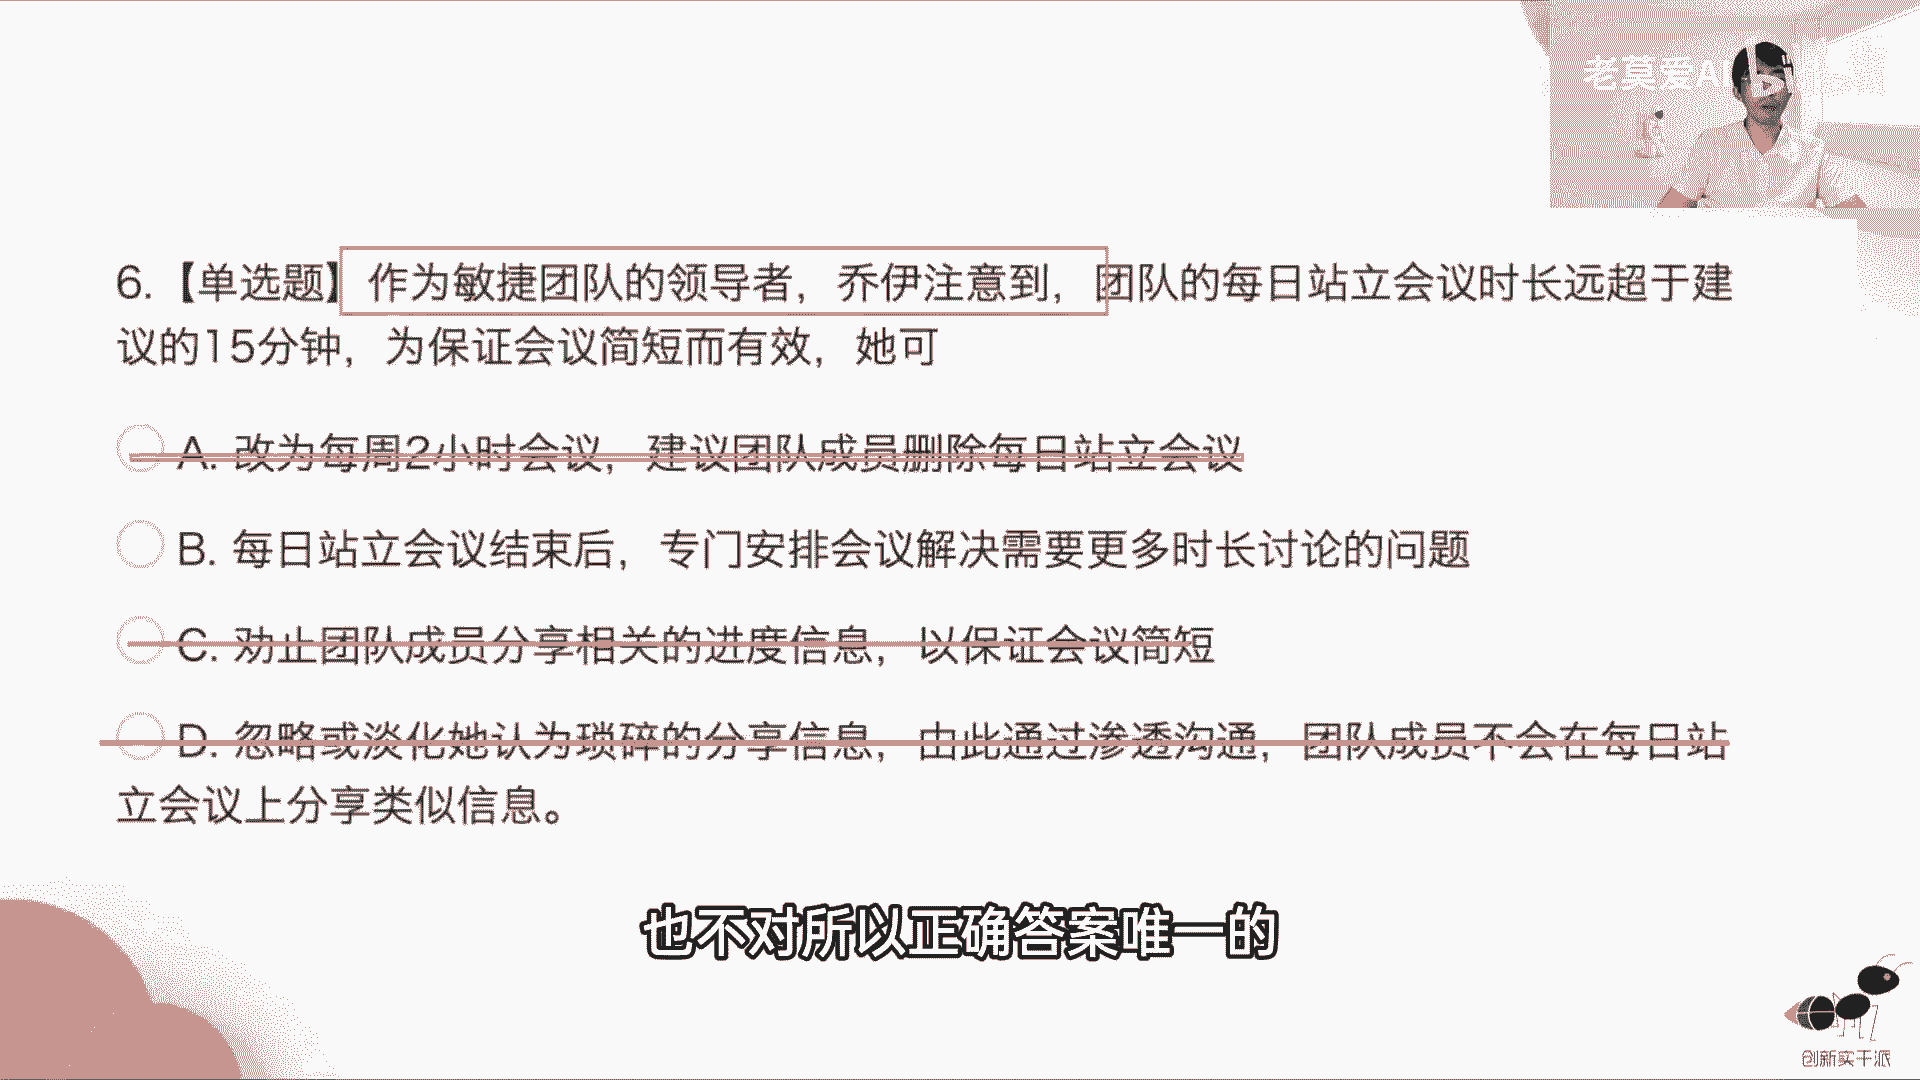 老莫爱A
6.【单选题】作为敏捷团队的领导者，乔伊注意到，团队的每日站立会议时长远超于建
议的15分钟，为保证会议简短而有效，她可
A. 改为每周2小时会议，建议团队成员删除每日站立会议
B. 每日站立会议结束后，专门安排会议解决需要更多时长讨论的问题
C. 劝止团队成员分享相关的进度信息，以保证会议简短
D. 忽略或淡化她认为琐碎的分享信息，由此通过渗透沟通，团队成员不会在每日站
立会议上分享类似信息。
也不对所以正确答案唯一的
创新实干派